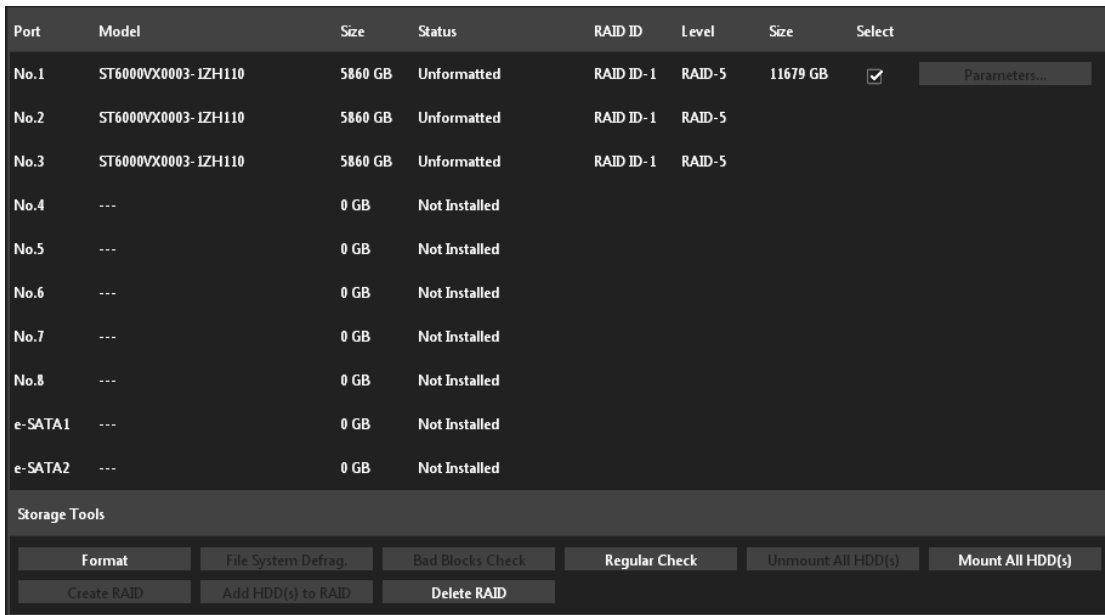 Port Model Size Status RAID ID Level Size Select
No.1 ST6000VX0003-1ZH110 5860 GB Unformatted RAID ID-1 RAID-5 11679 GB Parameters...
No.2 ST6000VX0003-1ZH110 5860 GB Unformatted RAID ID-1 RAID-5
No.3 ST6000VX0003-1ZH110 5860 GB Unformatted RAID ID-1 RAID-5
No.4 --- 0 GB Not Installed
No.5 --- 0 GB Not Installed
No.6 --- 0 GB Not Installed
No.7 --- 0 GB Not Installed
No.8 --- 0 GB Not Installed
e-SATA1 --- 0 GB Not Installed
e-SATA2 --- 0 GB Not Installed
Storage Tools
Format File System Defrag. Bad Blocks Check Regular Check Unmount All HDD(s) Mount All HDD(s)
Create RAID Add HDD(s) to RAID Delete RAID